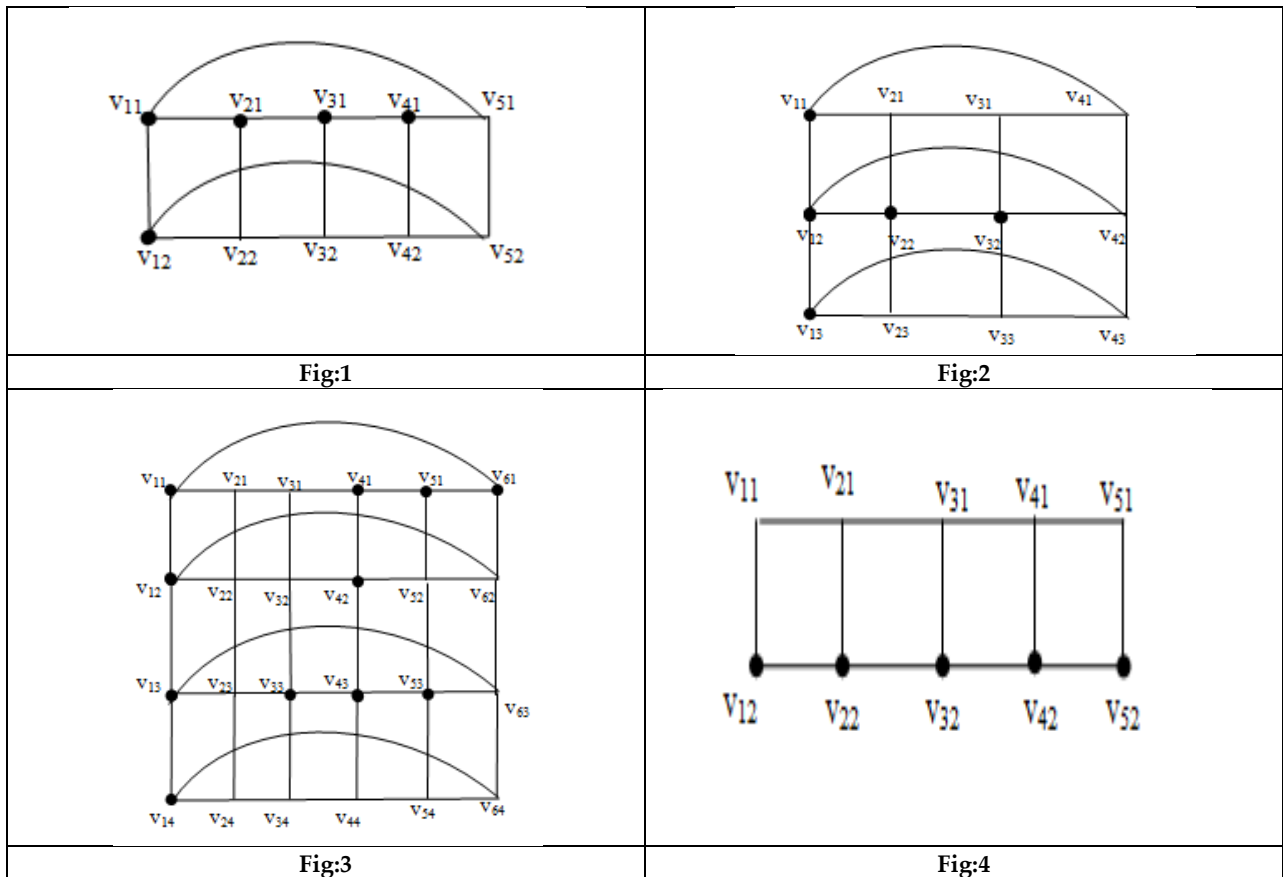 v11 v21 v31 v41 v51
v12 v22 v32 v42 v52
Fig:1
v11 v21 v31 v41
v12 v22 v32 v42
v13 v23 v33 v43
Fig:2
v11 v21 v31 v41 v51 v61
v12 v22 v32 v42 v52 v62
v13 v23 v33 v43 v53 v63
v14 v24 v34 v44 v54 v64
Fig:3
V11 V21 V31 V41 V51
V12 V22 V32 V42 V52
Fig:4